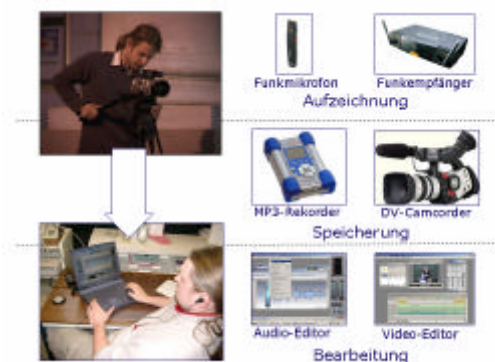 Funkmikrofon Funkempfänger
Aufzeichnung
MP3-Rekorder DV-Camcorder
Speicherung
Audio-Editor Video-Editor
Bearbeitung